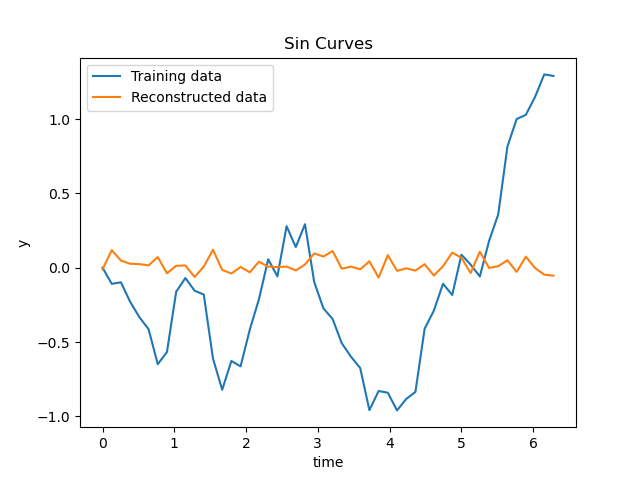 Sin Curves
Training data
Reconstructed data
1.0
0.5
0.0
−0.5
−1.0
y
0 1 2 3 4 5 6
time